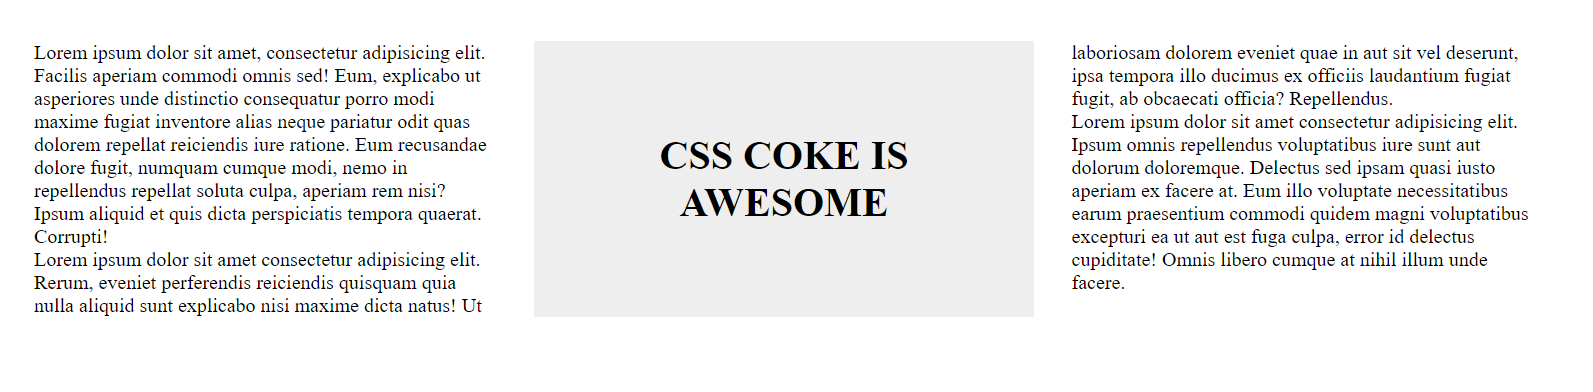 Lorem ipsum dolor sit amet, consectetur adipisicing elit.
Facilis aperiam commodi omnis sed! Eum, explicabo ut
asperiores unde distinctio consequatur porro modi
maxime fugiat inventore alias neque pariatur odit quas
dolorem repellat reiciendis iure ratione. Eum recusandae
dolore fugit, numquam cumque modi, nemo in
repellendus repellat soluta culpa, aperiam rem nisi?
Ipsum aliquid et quis dicta perspiciatis tempora quaerat.
Corrupti!
Lorem ipsum dolor sit amet consectetur adipisicing elit.
Rerum, eveniet perferendis reiciendis quisquam quia
nulla aliquid sunt explicabo nisi maxime dicta natus! Ut
CSS COKE IS
AWESOME
laboriosam dolorem eveniet quae in aut sit vel deserunt,
ipsa tempora illo ducimus ex officiis laudantium fugiat
fugit, ab obcaecati officia? Repellendus.
Lorem ipsum dolor sit amet consectetur adipisicing elit.
Ipsum omnis repellendus voluptatibus iure sunt aut
dolorum doloremque. Delectus sed ipsam quasi iusto
aperiam ex facere at. Eum illo voluptate necessitatibus
earum praesentium commodi quidem magni voluptatibus
excepturi ea ut aut est fuga culpa, error id delectus
cupiditate! Omnis libero cumque at nihil illum unde
facere.